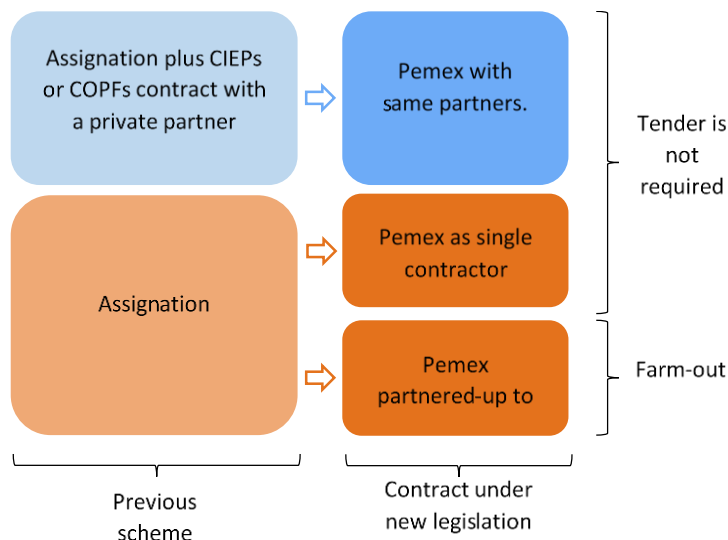 Assignation plus CIEPs
or COPFs contract with
a private partner
Pemex with
same partners.
Tender is
not
required
Assignation
Pemex as single
contractor
Pemex
partnered-up to
Farm-out
Previous
scheme
Contract under
new legislation